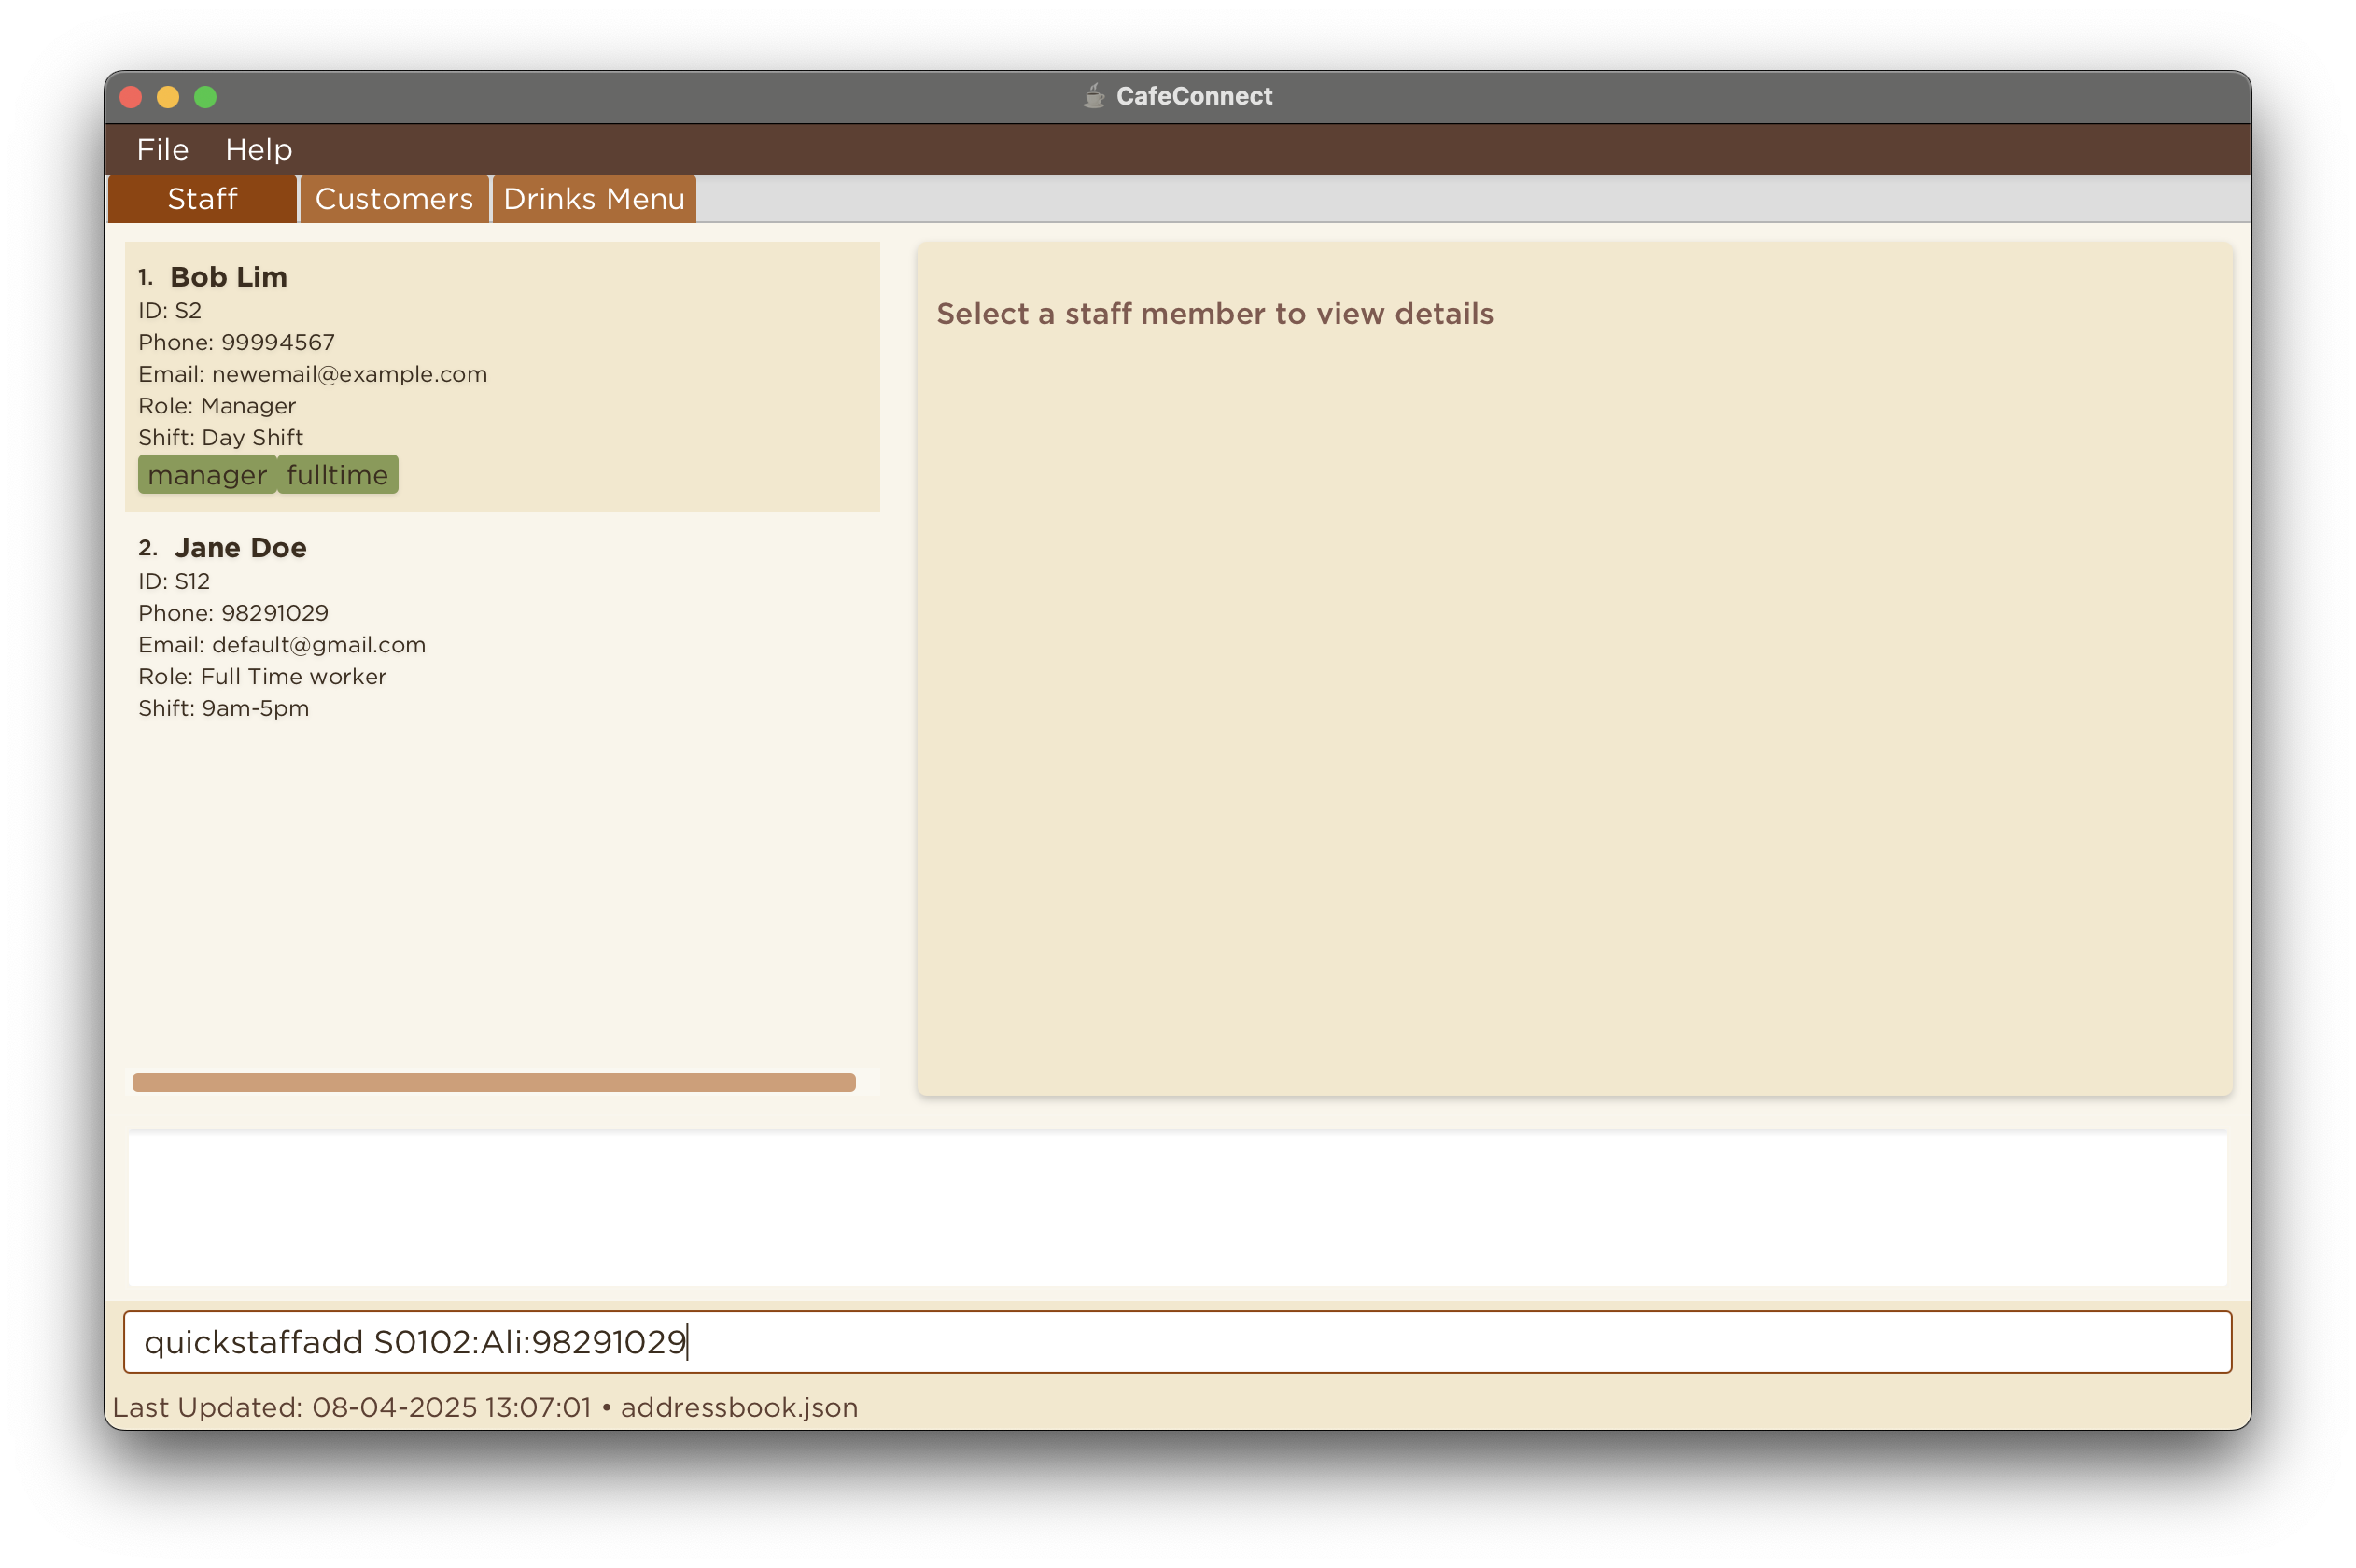 CafeConnect
File Help
Staff Customers Drinks Menu
1. Bob Lim
ID: S2
Phone: 99994567
Email: newemail@example.com
Role: Manager
Shift: Day Shift
manager fulltime
2. Jane Doe
ID: S12
Phone: 98291029
Email: default@gmail.com
Role: Full Time worker
Shift: 9am-5pm
Select a staff member to view details
quickstaffadd S0102:Ali:98291029
Last Updated: 08-04-2025 13:07:01 • addressbook.json